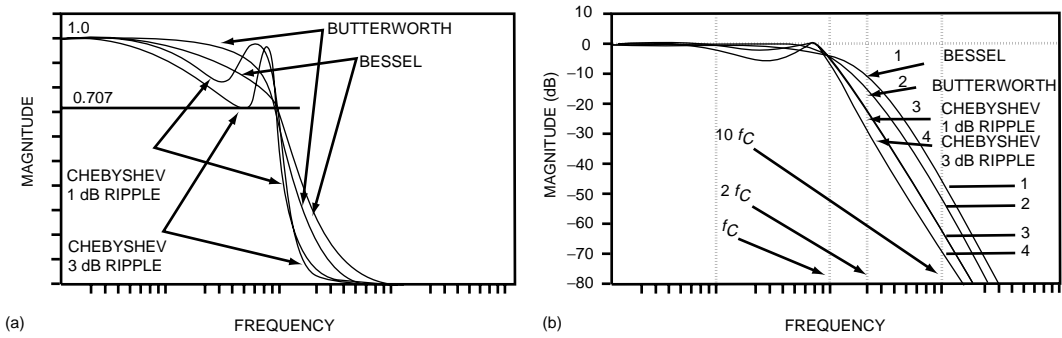 1.0
BUTTERWORTH
BESSEL
0.707
MAGNITUDE
CHEBYSHEV
1 dB RIPPLE
CHEBYSHEV
3 dB RIPPLE
(a)
FREQUENCY
10
0
–10
–20
–30
–40
–50
–60
–70
–80
MAGNITUDE (dB)
1
BESSEL
2
BUTTERWORTH
3
CHEBYSHEV
1 dB RIPPLE
4
CHEBYSHEV
3 dB RIPPLE
10 fC
2 fC
fC
1
2
3
4
(b)
FREQUENCY